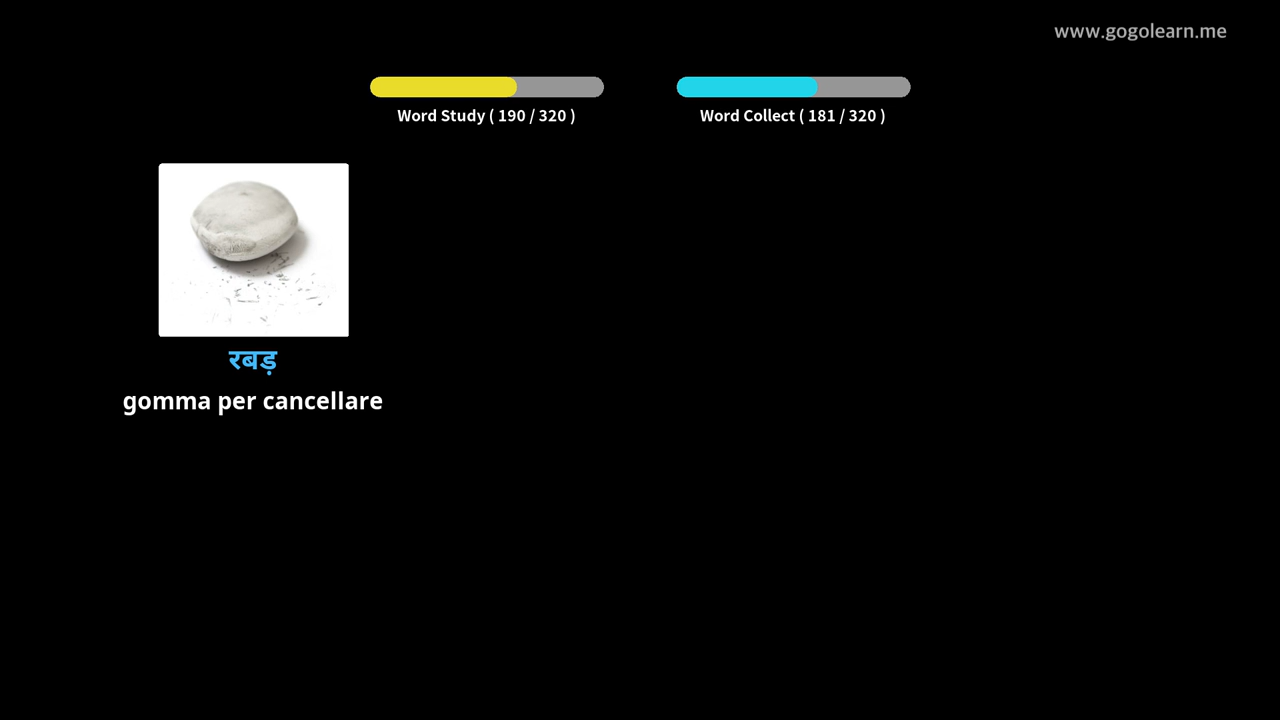 www.gogolearn.me
Word Study ( 190 / 320 )
Word Collect ( 181 / 320 )
रबड़
gomma per cancellare